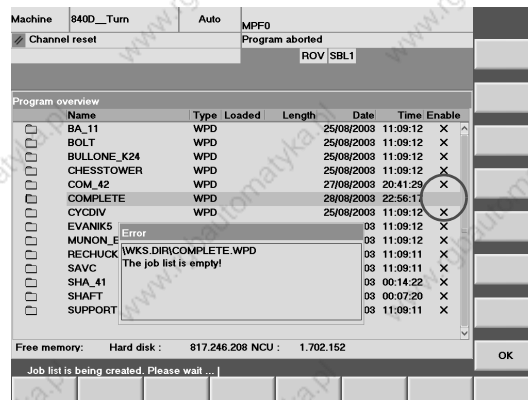 Machine 840D__Turn Auto MPF0
Channel reset Program aborted
ROV SBL1
Program overview
Name Type Loaded Length Date Time Enable
BA_11 WPD 25/08/2003 11:09:12 X
BOLT WPD 25/08/2003 11:09:12 X
BULLONE_K24 WPD 25/08/2003 11:09:12 X
CHESSTOWER WPD 25/08/2003 11:09:12 X
COM_42 WPD 27/08/2003 20:41:29 X
COMPLETE WPD 28/08/2003 22:56:17
CYCDIV WPD 25/08/2003 11:09:12 X
EVANIK5 03 11:09:12 X
MUNON_E 03 11:09:12 X
RECHUCK 03 11:09:11 X
SAVC 03 11:09:11 X
SHA_41 03 00:14:22 X
SHAFT 03 00:07:20 X
SUPPORT 03 11:09:11 X
Error
\WKS.DIR\COMPLETE.WPD
The job list is empty!
Free memory: Hard disk : 817.246.208 NCU : 1.702.152
OK
Job list is being created. Please wait ... |